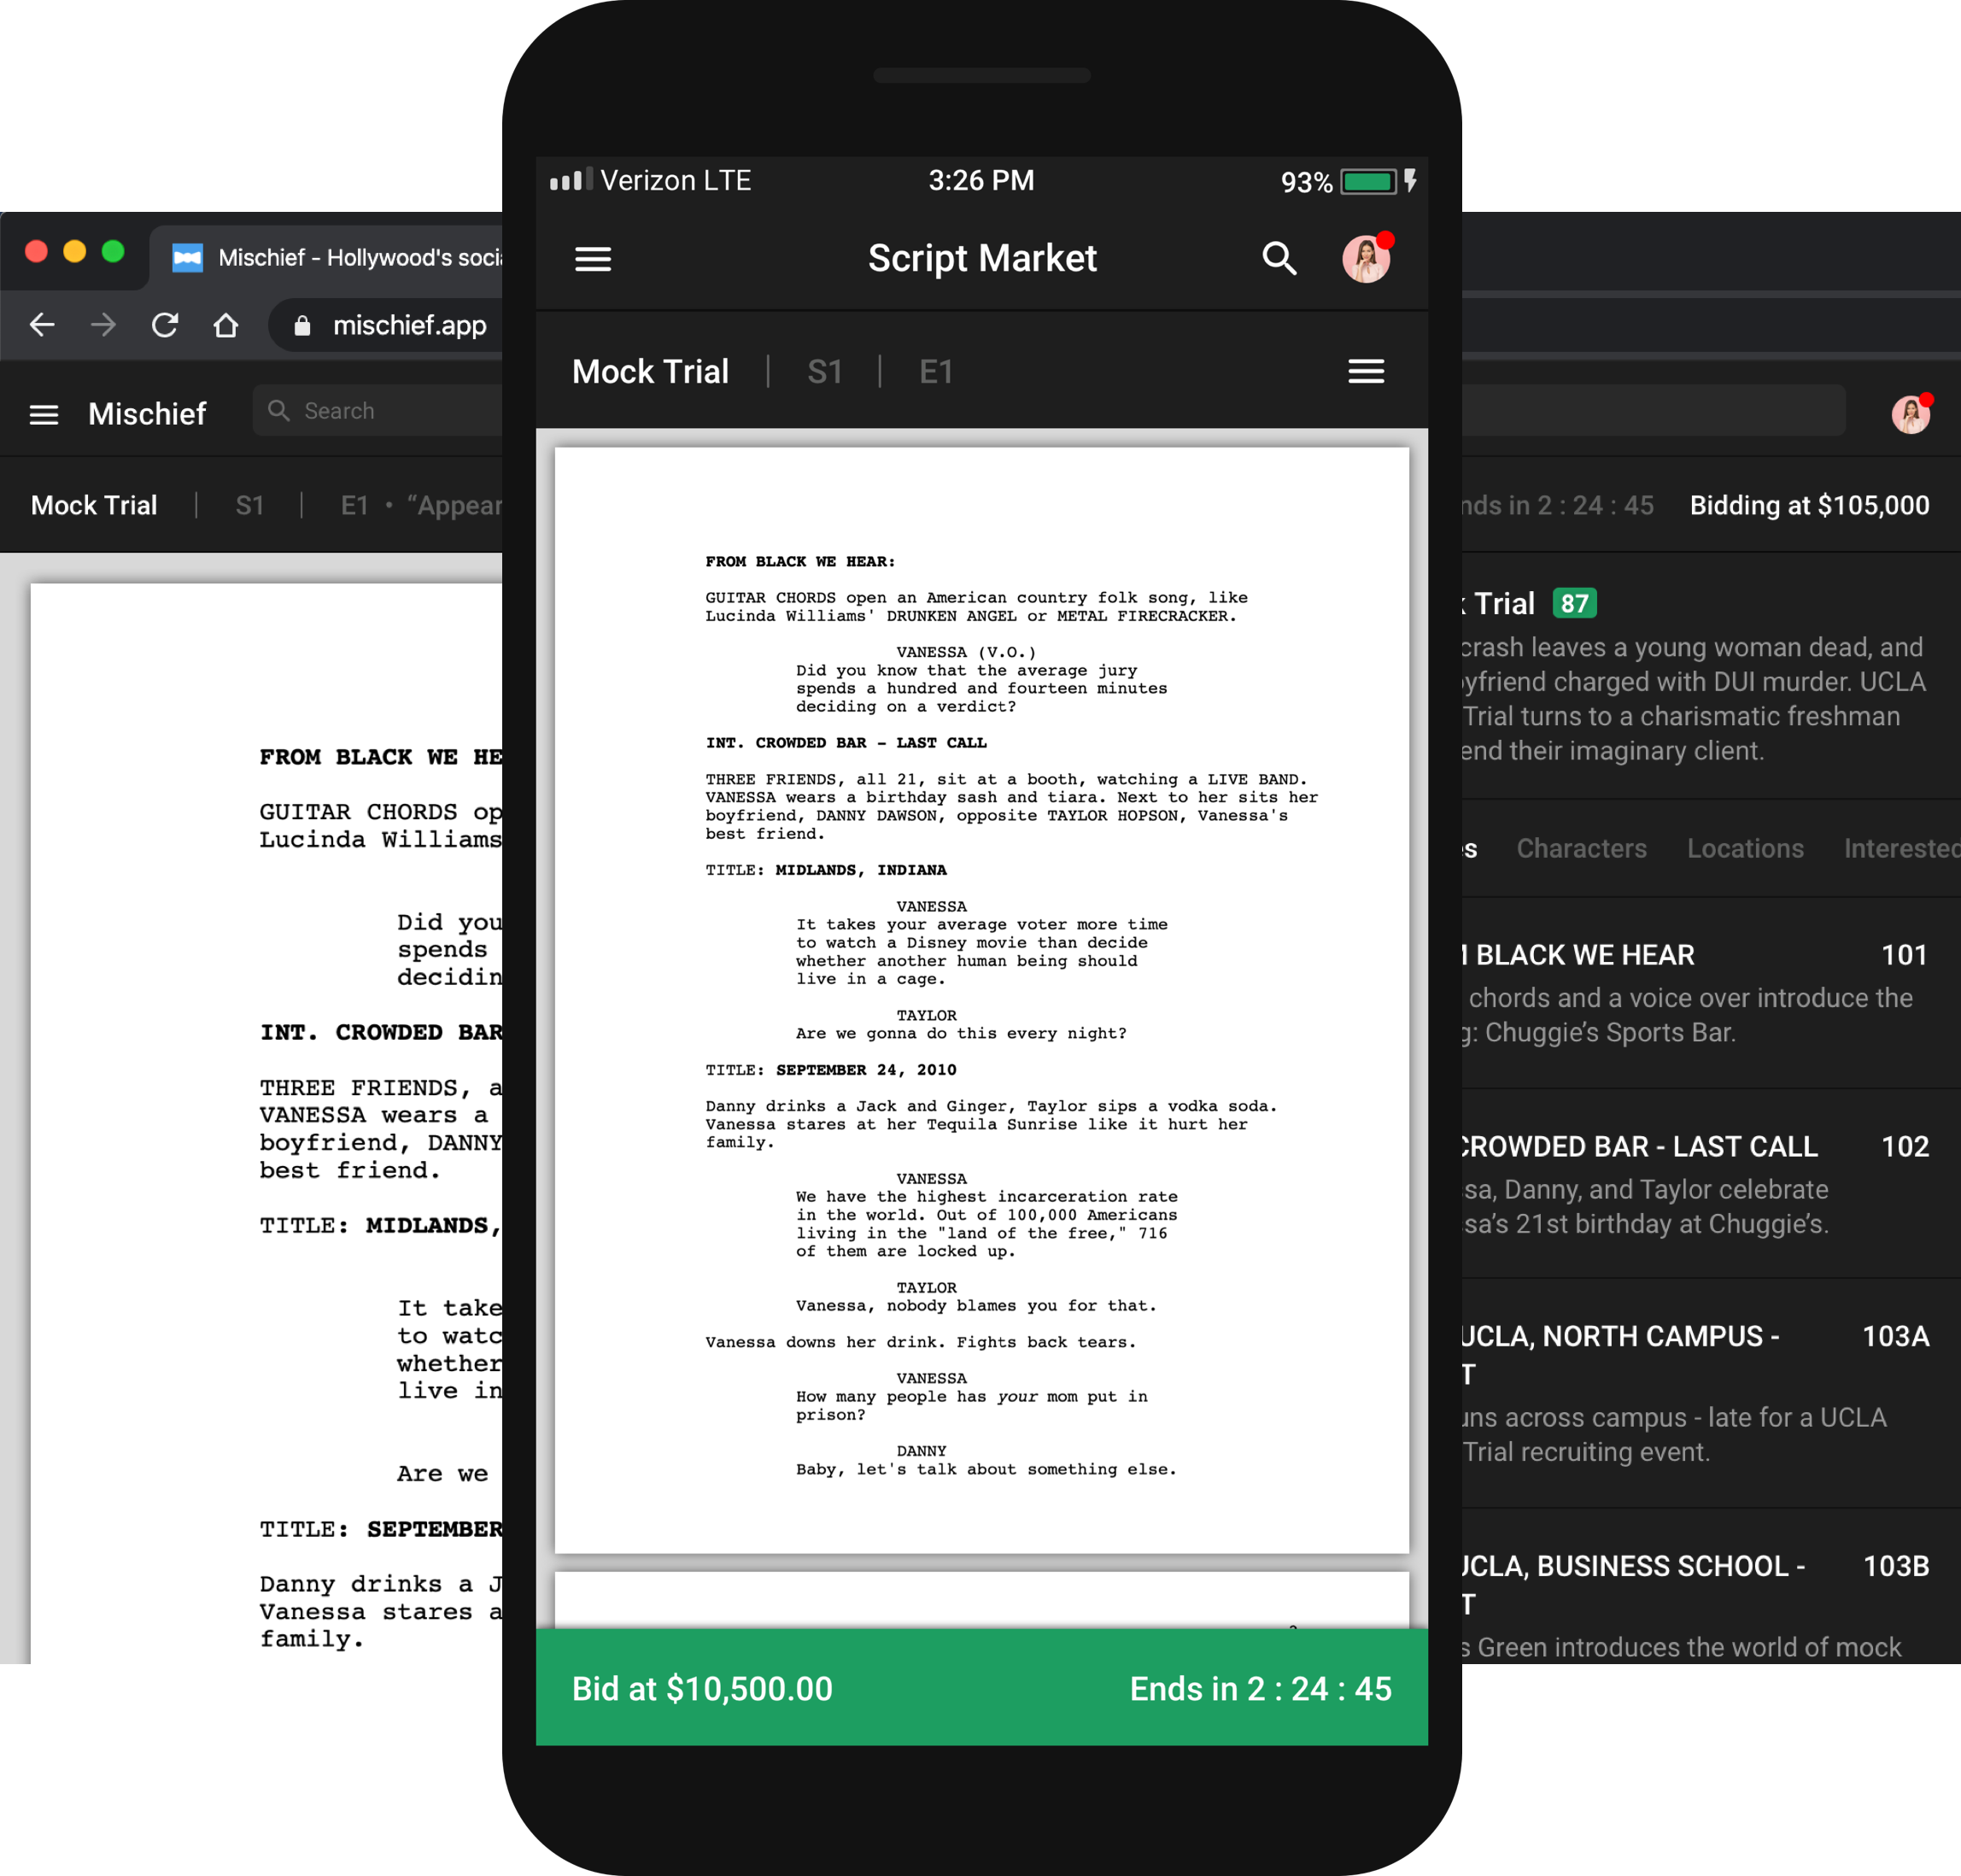 Verizon LTE
3:26 PM
93%
Script Market
Mock Trial | S1 | E1
FROM BLACK WE HEAR:
GUITAR CHORDS open an American country folk song, like
Lucinda Williams' DRUNKEN ANGEL or METAL FIRECRACKER.
VANESSA (V.O.)
Did you know that the average jury
spends a hundred and fourteen minutes
deciding on a verdict?
INT. CROWDED BAR – LAST CALL
THREE FRIENDS, all 21, sit at a booth, watching a LIVE BAND.
VANESSA wears a birthday sash and tiara. Next to her sits her
boyfriend, DANNY DAWSON, opposite TAYLOR HOPSON, Vanessa's
best friend.
TITLE: MIDLANDS, INDIANA
VANESSA
It takes your average voter more time
to watch a Disney movie than decide
whether another human being should
live in a cage.
TAYLOR
Are we gonna do this every night?
TITLE: SEPTEMBER 24, 2010
Danny drinks a Jack and Ginger, Taylor sips a vodka soda.
Vanessa stares at her Tequila Sunrise like it hurt her
family.
VANESSA
We have the highest incarceration rate
in the world. Out of 100,000 Americans
living in the "land of the free," 716
of them are locked up.
TAYLOR
Vanessa, nobody blames you for that.
Vanessa downs her drink. Fights back tears.
VANESSA
How many people has your mom put in
prison?
DANNY
Baby, let's talk about something else.
Bid at $10,500.00
Ends in 2 : 24 : 45
Mischief - Hollywood's soci
mischief.app
Mischief
Search
Mock Trial | S1 | E1 • “Appear
FROM BLACK WE HE
GUITAR CHORDS op
Lucinda Williams
Did you
spends
decidin
INT. CROWDED BAR
THREE FRIENDS, a
VANESSA wears a
boyfriend, DANNY
best friend.
TITLE: MIDLANDS,
It take
to watc
whether
live in
Are we
TITLE: SEPTEMBER
Danny drinks a J
Vanessa stares a
family.
nds in 2 : 24 : 45
Bidding at $105,000
Trial 87
crash leaves a young woman dead, and
yfriend charged with DUI murder. UCLA
Trial turns to a charismatic freshman
end their imaginary client.
es
Characters
Locations
Interested
BLACK WE HEAR
101
chords and a voice over introduce the
g: Chuggie’s Sports Bar.
CROWDED BAR - LAST CALL
102
sa, Danny, and Taylor celebrate
sa’s 21st birthday at Chuggie’s.
UCLA, NORTH CAMPUS -
103A
T
uns across campus - late for a UCLA
Trial recruiting event.
UCLA, BUSINESS SCHOOL -
103B
T
s Green introduces the world of mock